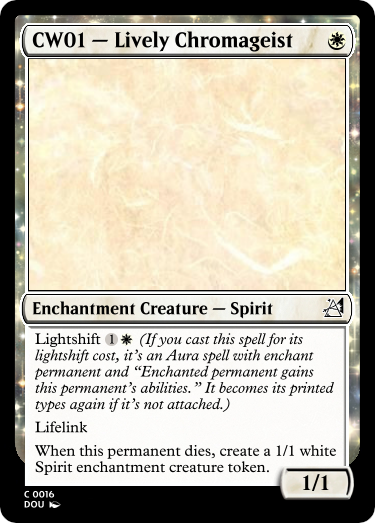 CW01 — Lively Chromageist
Enchantment Creature — Spirit
Lightshift 1 (If you cast this spell for its
lightshift cost, it's an Aura spell with enchant
permanent and “Enchanted permanent gains
this permanent's abilities.” It becomes its printed
types again if it's not attached.)
Lifelink
When this permanent dies, create a 1/1 white
Spirit enchantment creature token.
1/1
C 0016
DOU